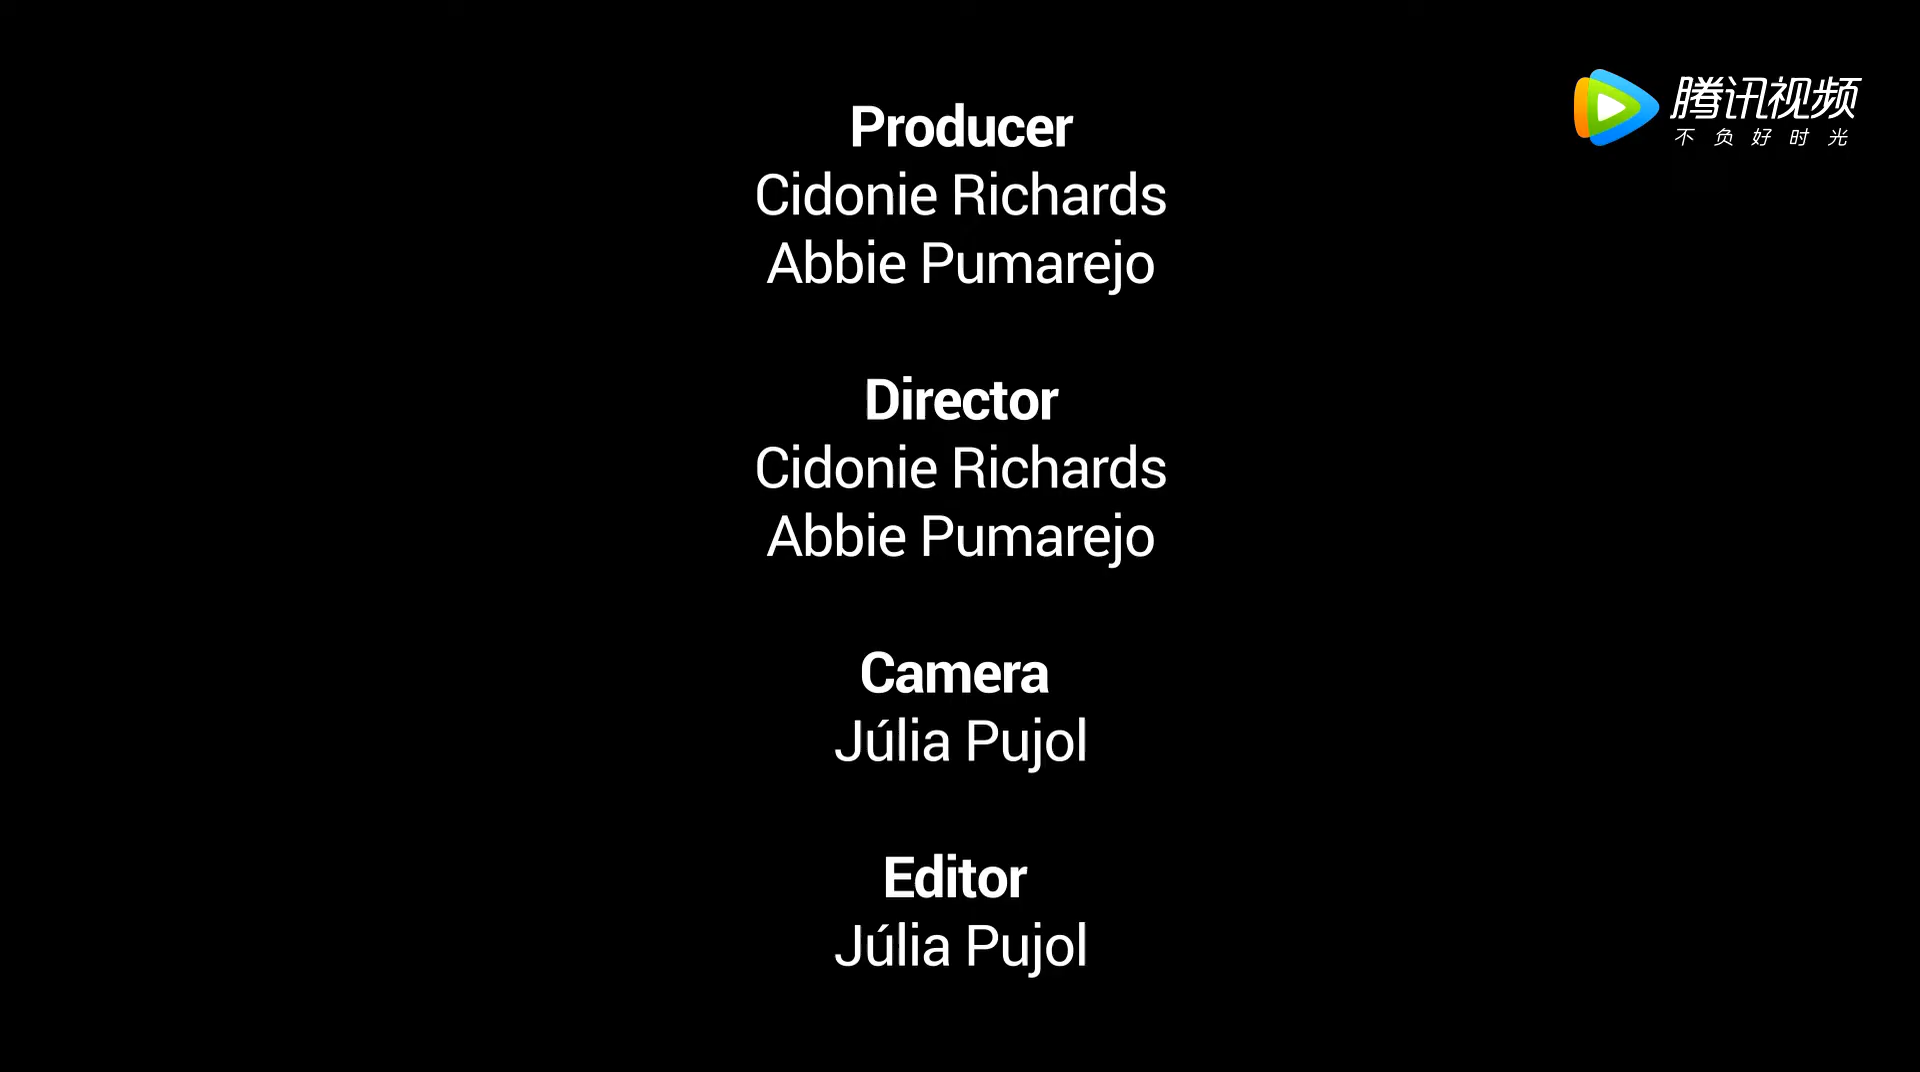 Producer
Cidonie Richards
Abbie Pumarejo
Director
Cidonie Richards
Abbie Pumarejo
Camera
Júlia Pujol
Editor
Júlia Pujol
腾讯视频
不负好时光